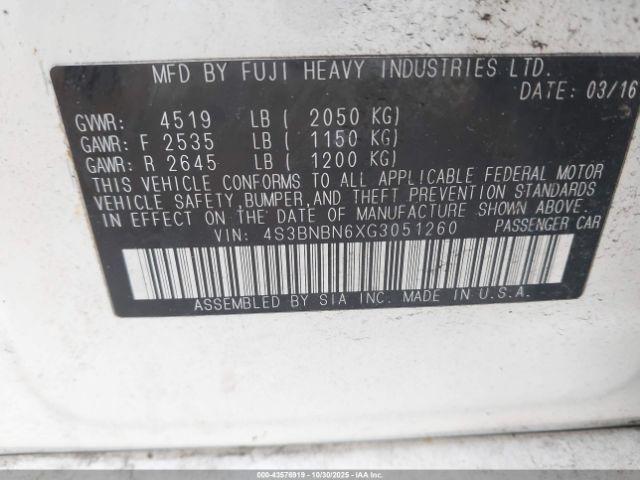 MFD BY FUJI HEAVY INDUSTRIES LTD.
DATE: 03/16
GVWR: 4519 LB ( 2050 KG)
GAWR: F 2535 LB ( 1150 KG)
GAWR: R 2645 LB ( 1200 KG)
THIS VEHICLE CONFORMS TO ALL APPLICABLE FEDERAL MOTOR
VEHICLE SAFETY, BUMPER, AND THEFT PREVENTION STANDARDS
IN EFFECT ON THE DATE OF MANUFACTURE SHOWN ABOVE.
VIN: 4S3BNBN6XG3051260 PASSENGER CAR
ASSEMBLED BY SIA INC. MADE IN U.S.A.
000-43576919 - 10/30/2025 - IAAI.COM